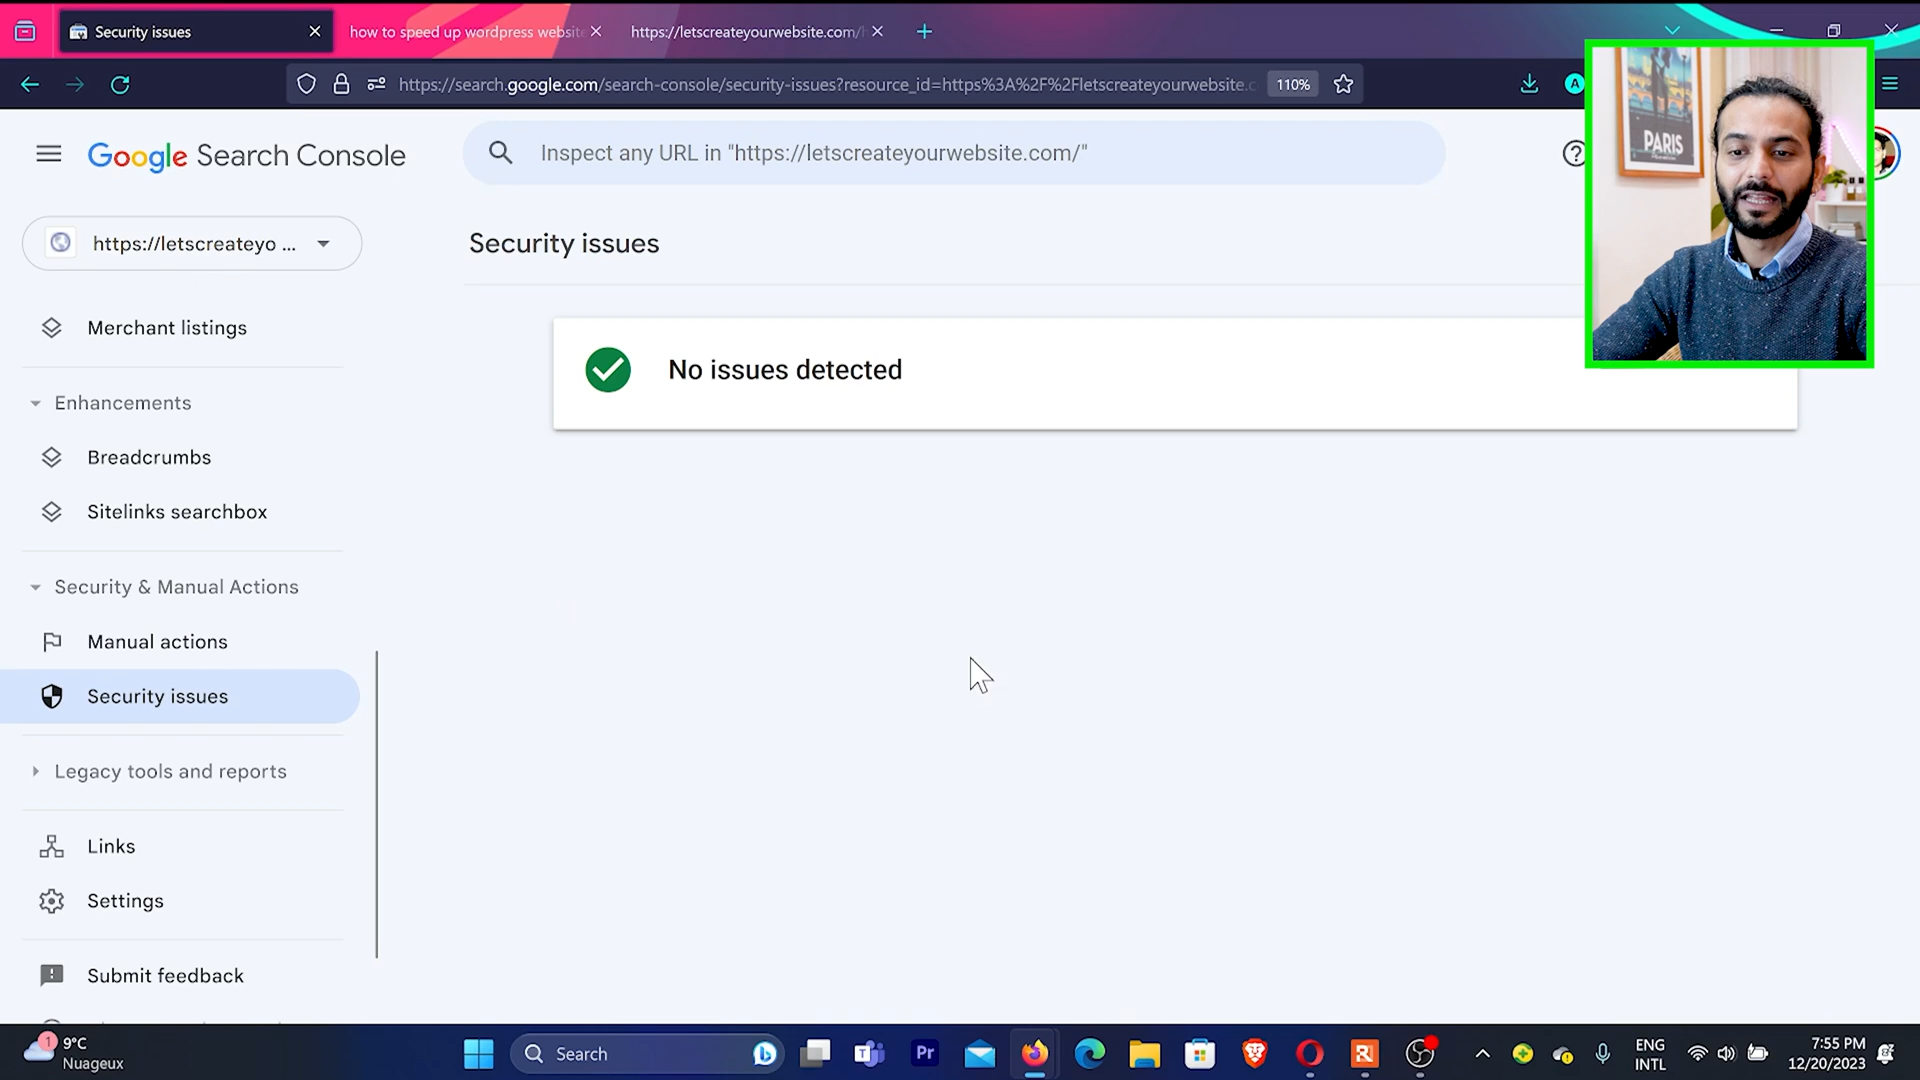 Security issues
how to speed up wordpress websit
https://letscreateyourwebsite.com/
https://search.google.com/search-console/security-issues?resource_id=https%3A%2F%2Fletscreateyourwebsite.c
110%
A
Google Search Console
Inspect any URL in "https://letscreateyourwebsite.com/"
PARIS
https://letscreateyo ...
Security issues
Merchant listings
No issues detected
Enhancements
Breadcrumbs
Sitelinks searchbox
Security & Manual Actions
Manual actions
Security issues
Legacy tools and reports
Links
Settings
Submit feedback
1
9°C
Nuageux
Search
Pr
ENG
INTL
7:55 PM
12/20/2023